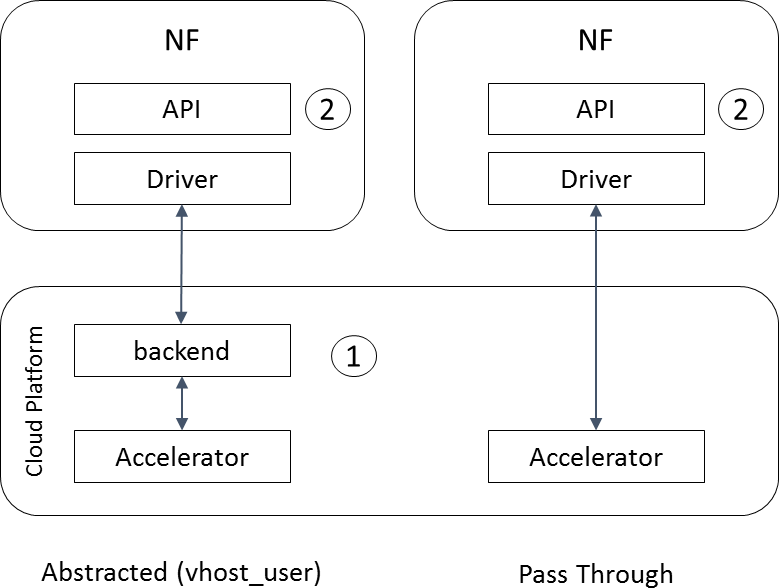 NF
API
2
Driver
NF
API
2
Driver
Cloud Platform
backend
1
Accelerator
Accelerator
Abstracted (vhost_user)
Pass Through